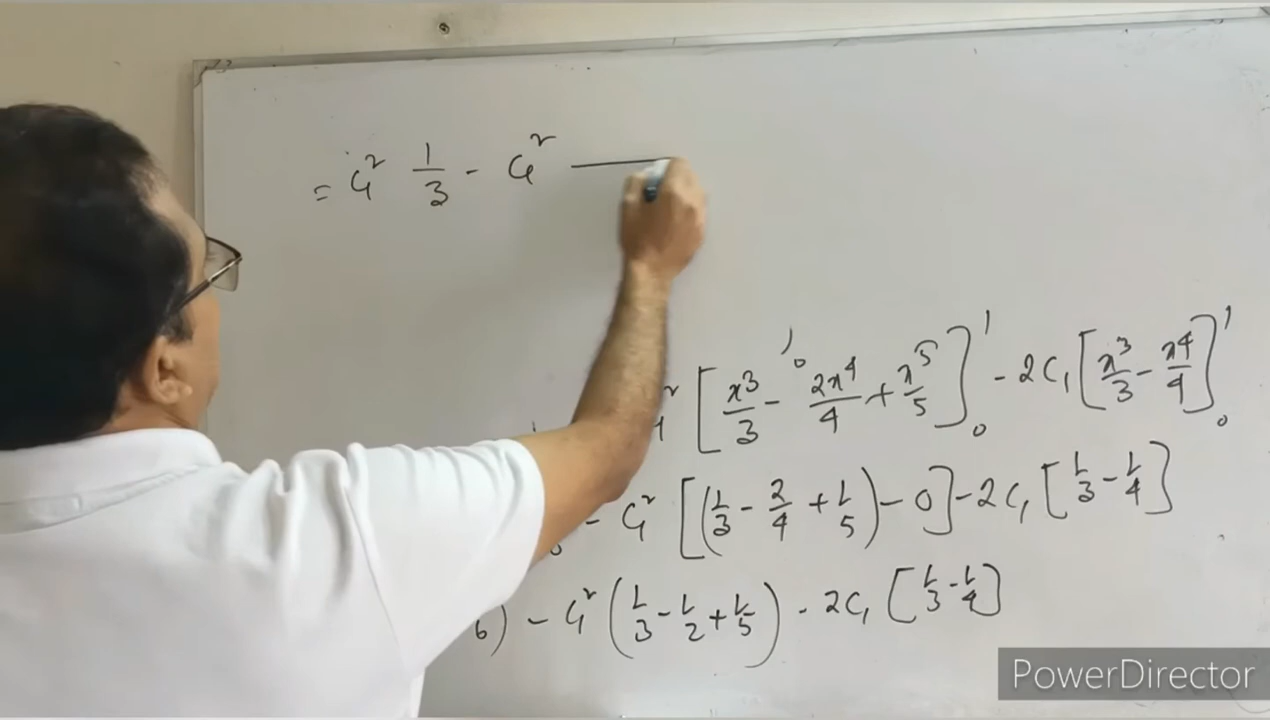 = C₁² 1/3 - C₁²
[x³/3 - 2x⁴/4 + x⁵/5]₀¹ - 2C₁ [x³/3 - x⁴/4]₀¹
- C₁² [(1/3 - 2/4 + 1/5) - 0] - 2C₁ [1/3 - 1/4]
6) - C₁² (1/3 - 1/2 + 1/5) - 2C₁ [1/3 - 1/4]
PowerDirector